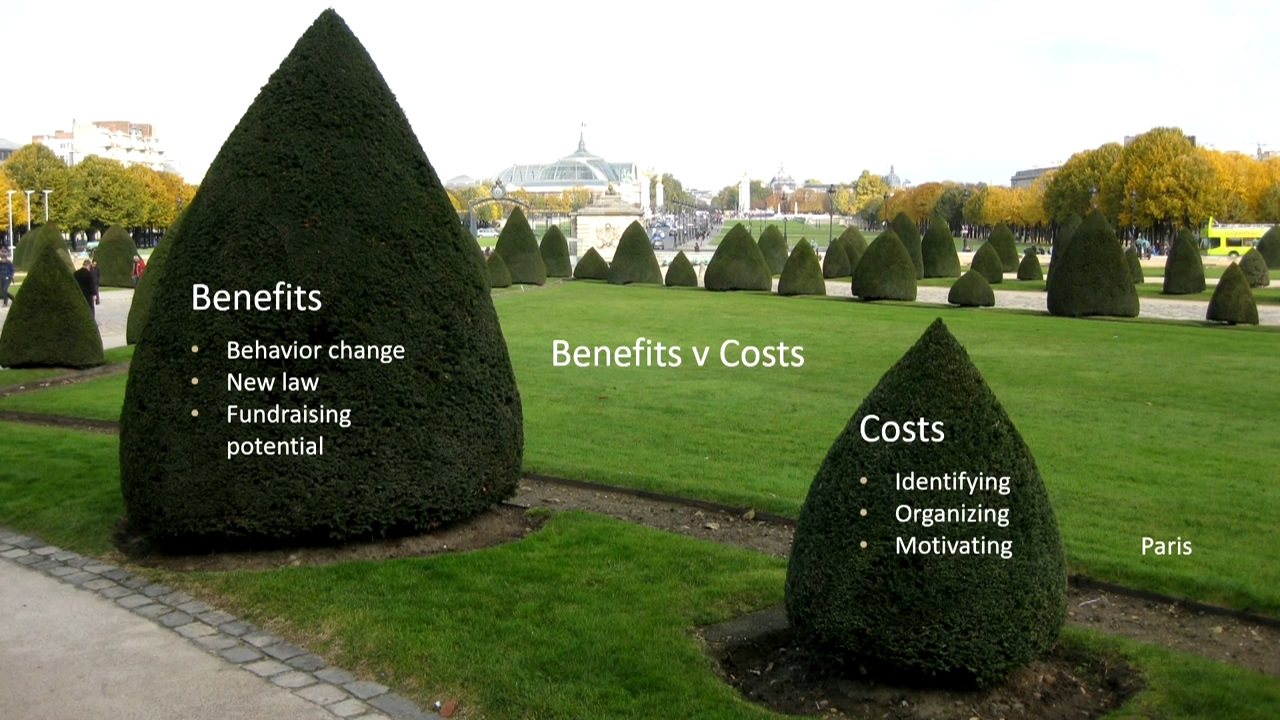 Benefits
• Behavior change
• New law
• Fundraising
potential
Benefits v Costs
Costs
• Identifying
• Organizing
• Motivating
Paris